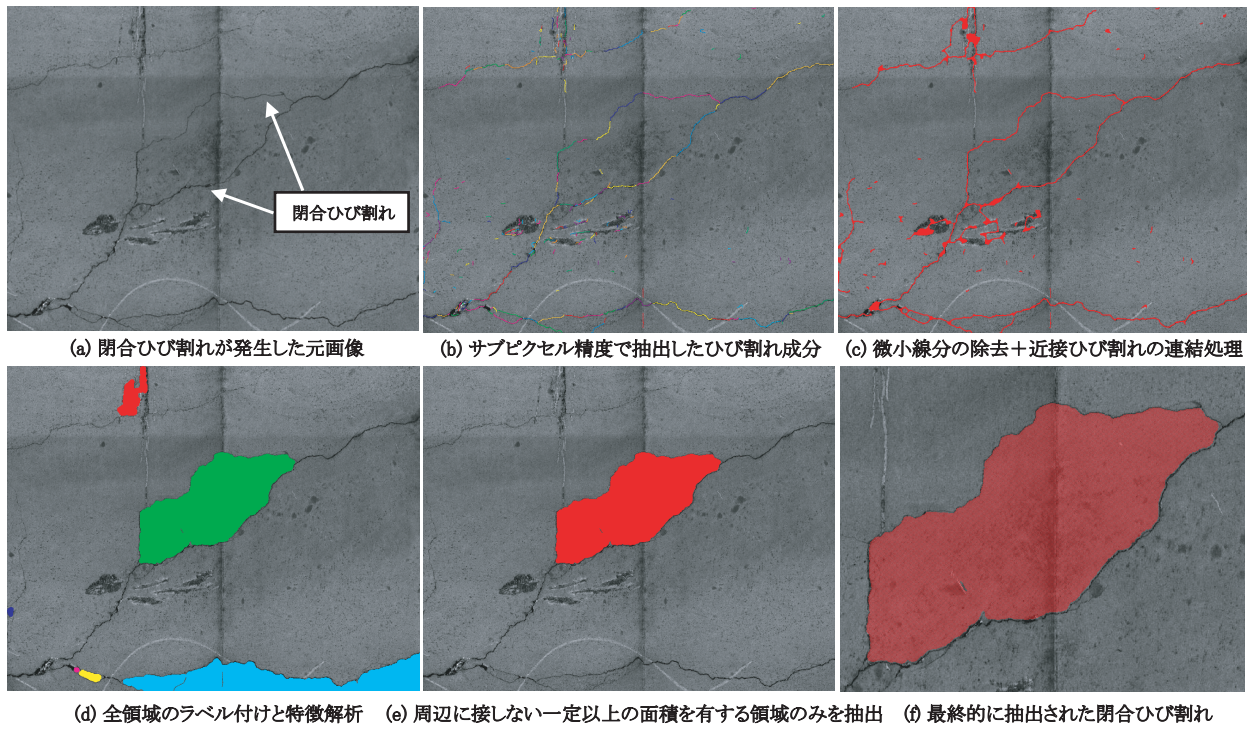 閉合ひび割れ
(a) 閉合ひび割れが発生した元画像
(b) サブピクセル精度で抽出したひび割れ成分
(c) 微小線分の除去＋近接ひび割れの連結処理
(d) 全領域のラベル付けと特徴解析
(e) 周辺に接しない一定以上の面積を有する領域のみを抽出
(f) 最終的に抽出された閉合ひび割れ